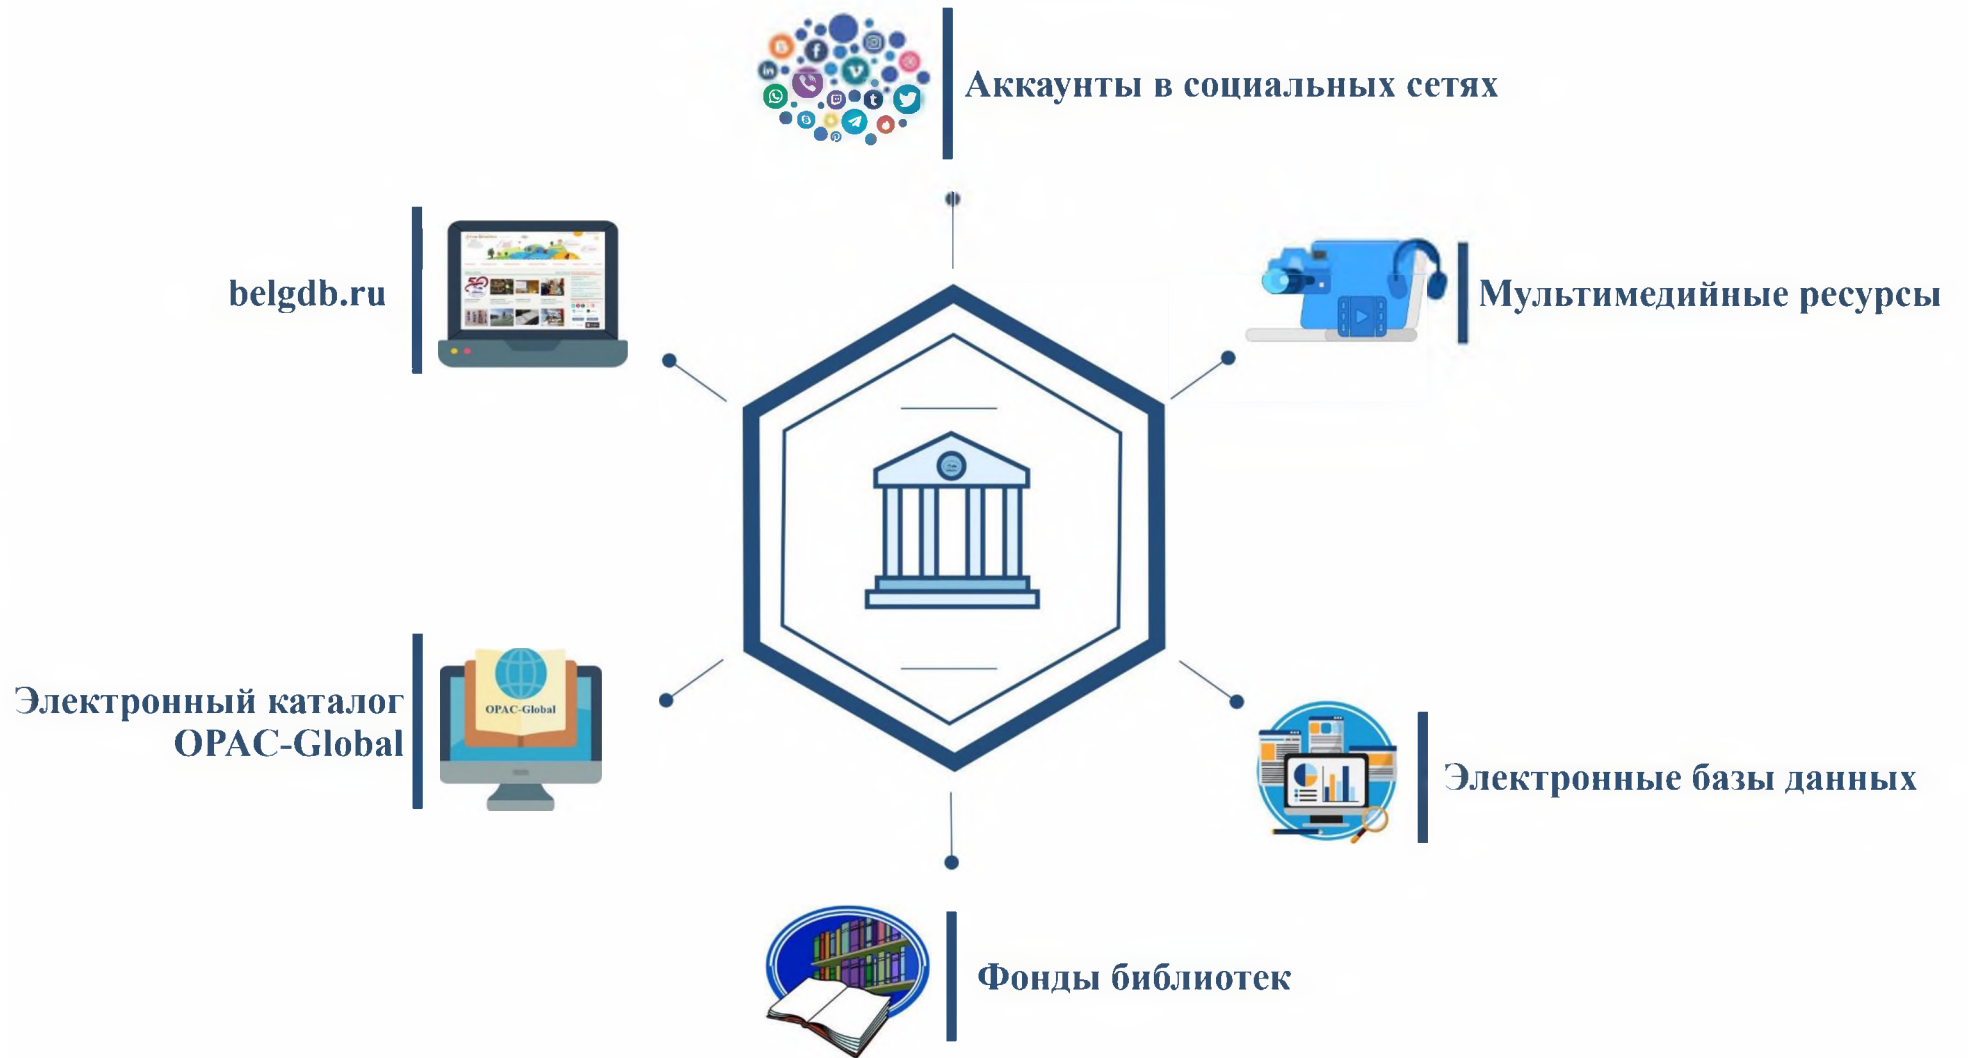 Аккаунты в социальных сетях
belgdb.ru
Мультимедийные ресурсы
Электронный каталог
OPAC-Global
OPAC-Global
Электронные базы данных
Фонды библиотек